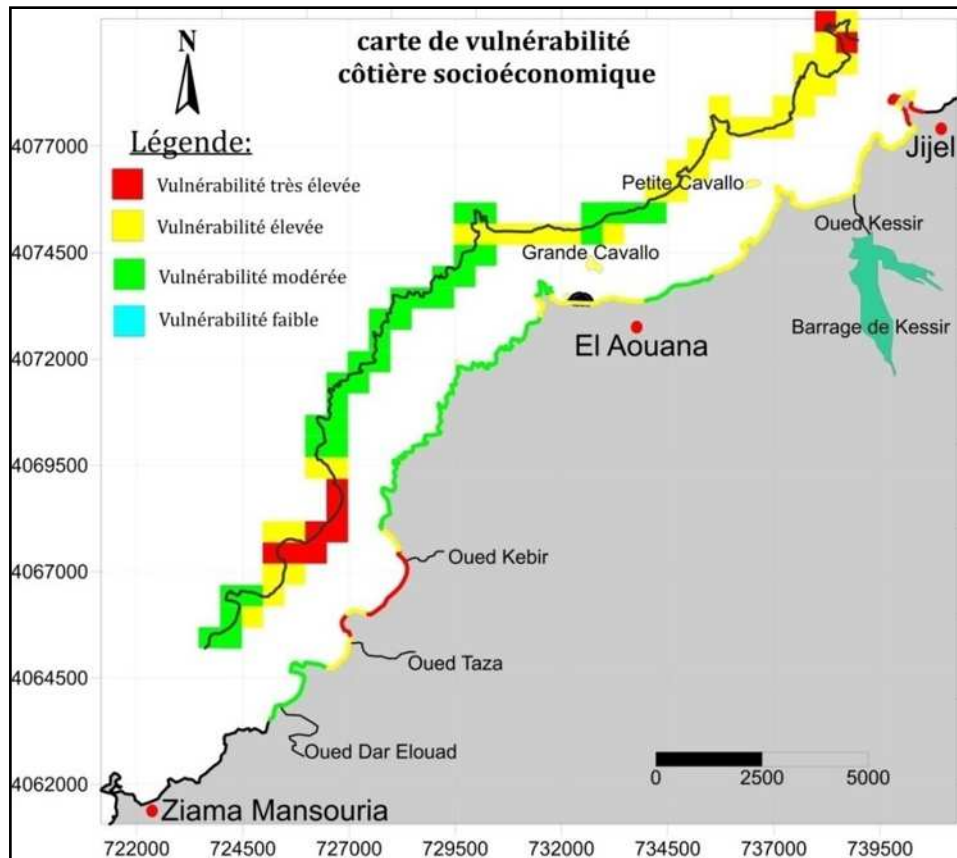 N
carte de vulnérabilité
côtière socioéconomique
Légende:
Vulnérabilité très élevée
Vulnérabilité élevée
Vulnérabilité modérée
Vulnérabilité faible
4077000
4074500
4072000
4069500
4067000
4064500
4062000
Jijel
Petite Cavallo
Oued Kessir
Grande Cavallo
Barrage de Kessir
El Aouana
Oued Kebir
Oued Taza
Oued Dar Elouad
Ziama Mansouria
0 2500 5000
722000 724500 727000 729500 732000 734500 737000 739500